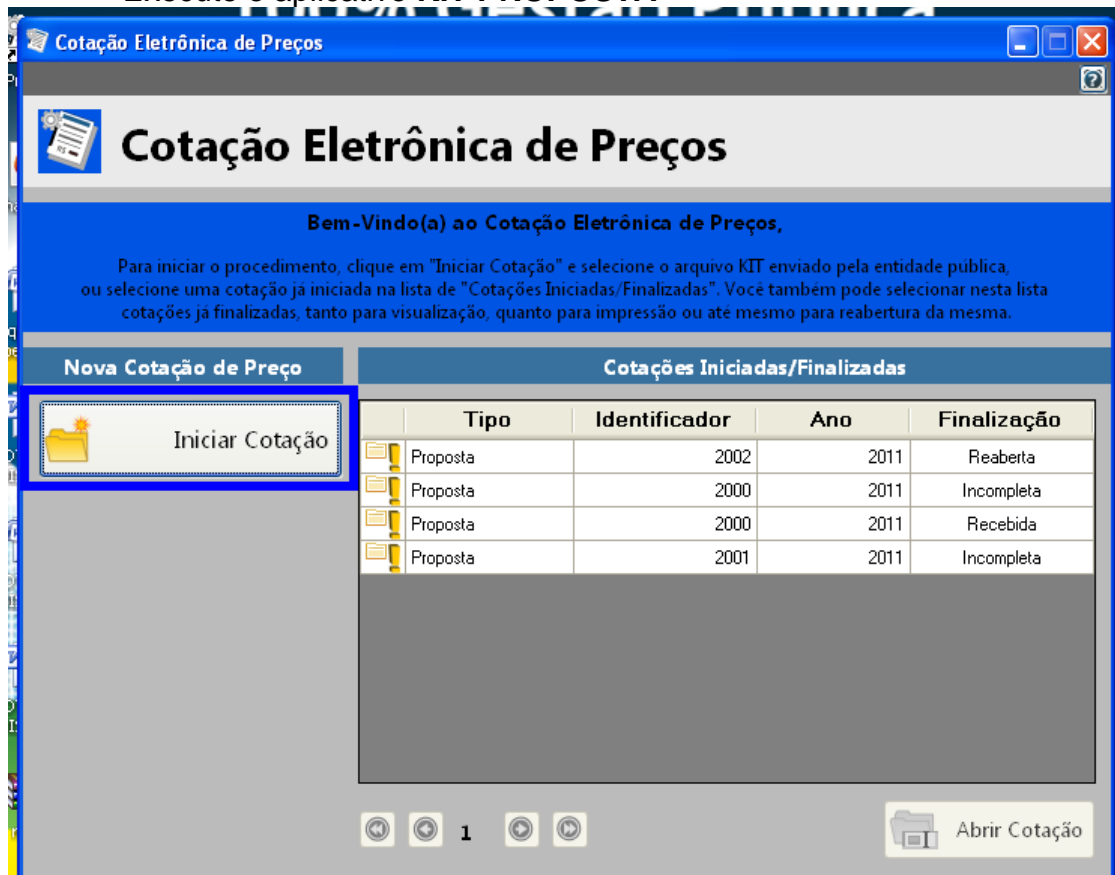 Cotação Eletrônica de Preços
Cotação Eletrônica de Preços
Bem-Vindo(a) ao Cotação Eletrônica de Preços,
Para iniciar o procedimento, clique em "Iniciar Cotação" e selecione o arquivo KIT enviado pela entidade pública,
ou selecione uma cotação já iniciada na lista de "Cotações Iniciadas/Finalizadas". Você também pode selecionar nesta lista
cotações já finalizadas, tanto para visualização, quanto para impressão ou até mesmo para reabertura da mesma.
Nova Cotação de Preço
Cotações Iniciadas/Finalizadas
Iniciar Cotação
Tipo Identificador Ano Finalização
Proposta 2002 2011 Reaberta
Proposta 2000 2011 Incompleta
Proposta 2000 2011 Recebida
Proposta 2001 2011 Incompleta
1
Abrir Cotação